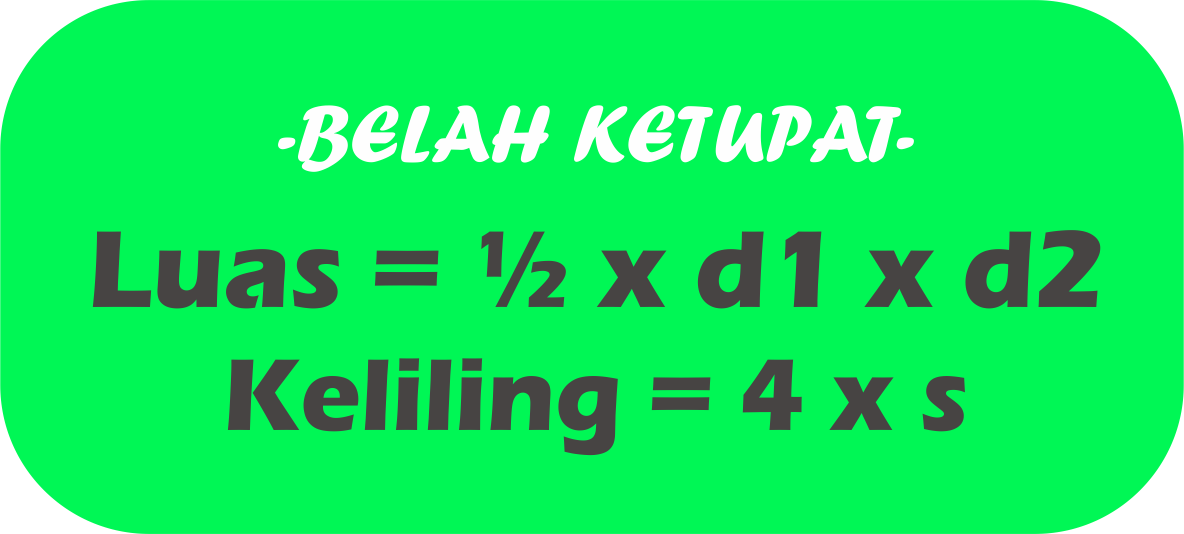 -BELAH KETUPAT-
Luas = ½ x d1 x d2
Keliling = 4 x s